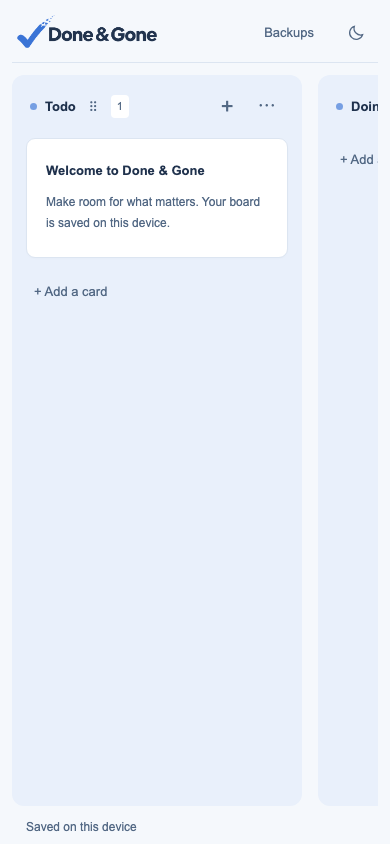 Done & Gone
Backups
Todo
1
+
...
Doin
Welcome to Done & Gone
Make room for what matters. Your board
is saved on this device.
+ Add
+ Add a card
Saved on this device